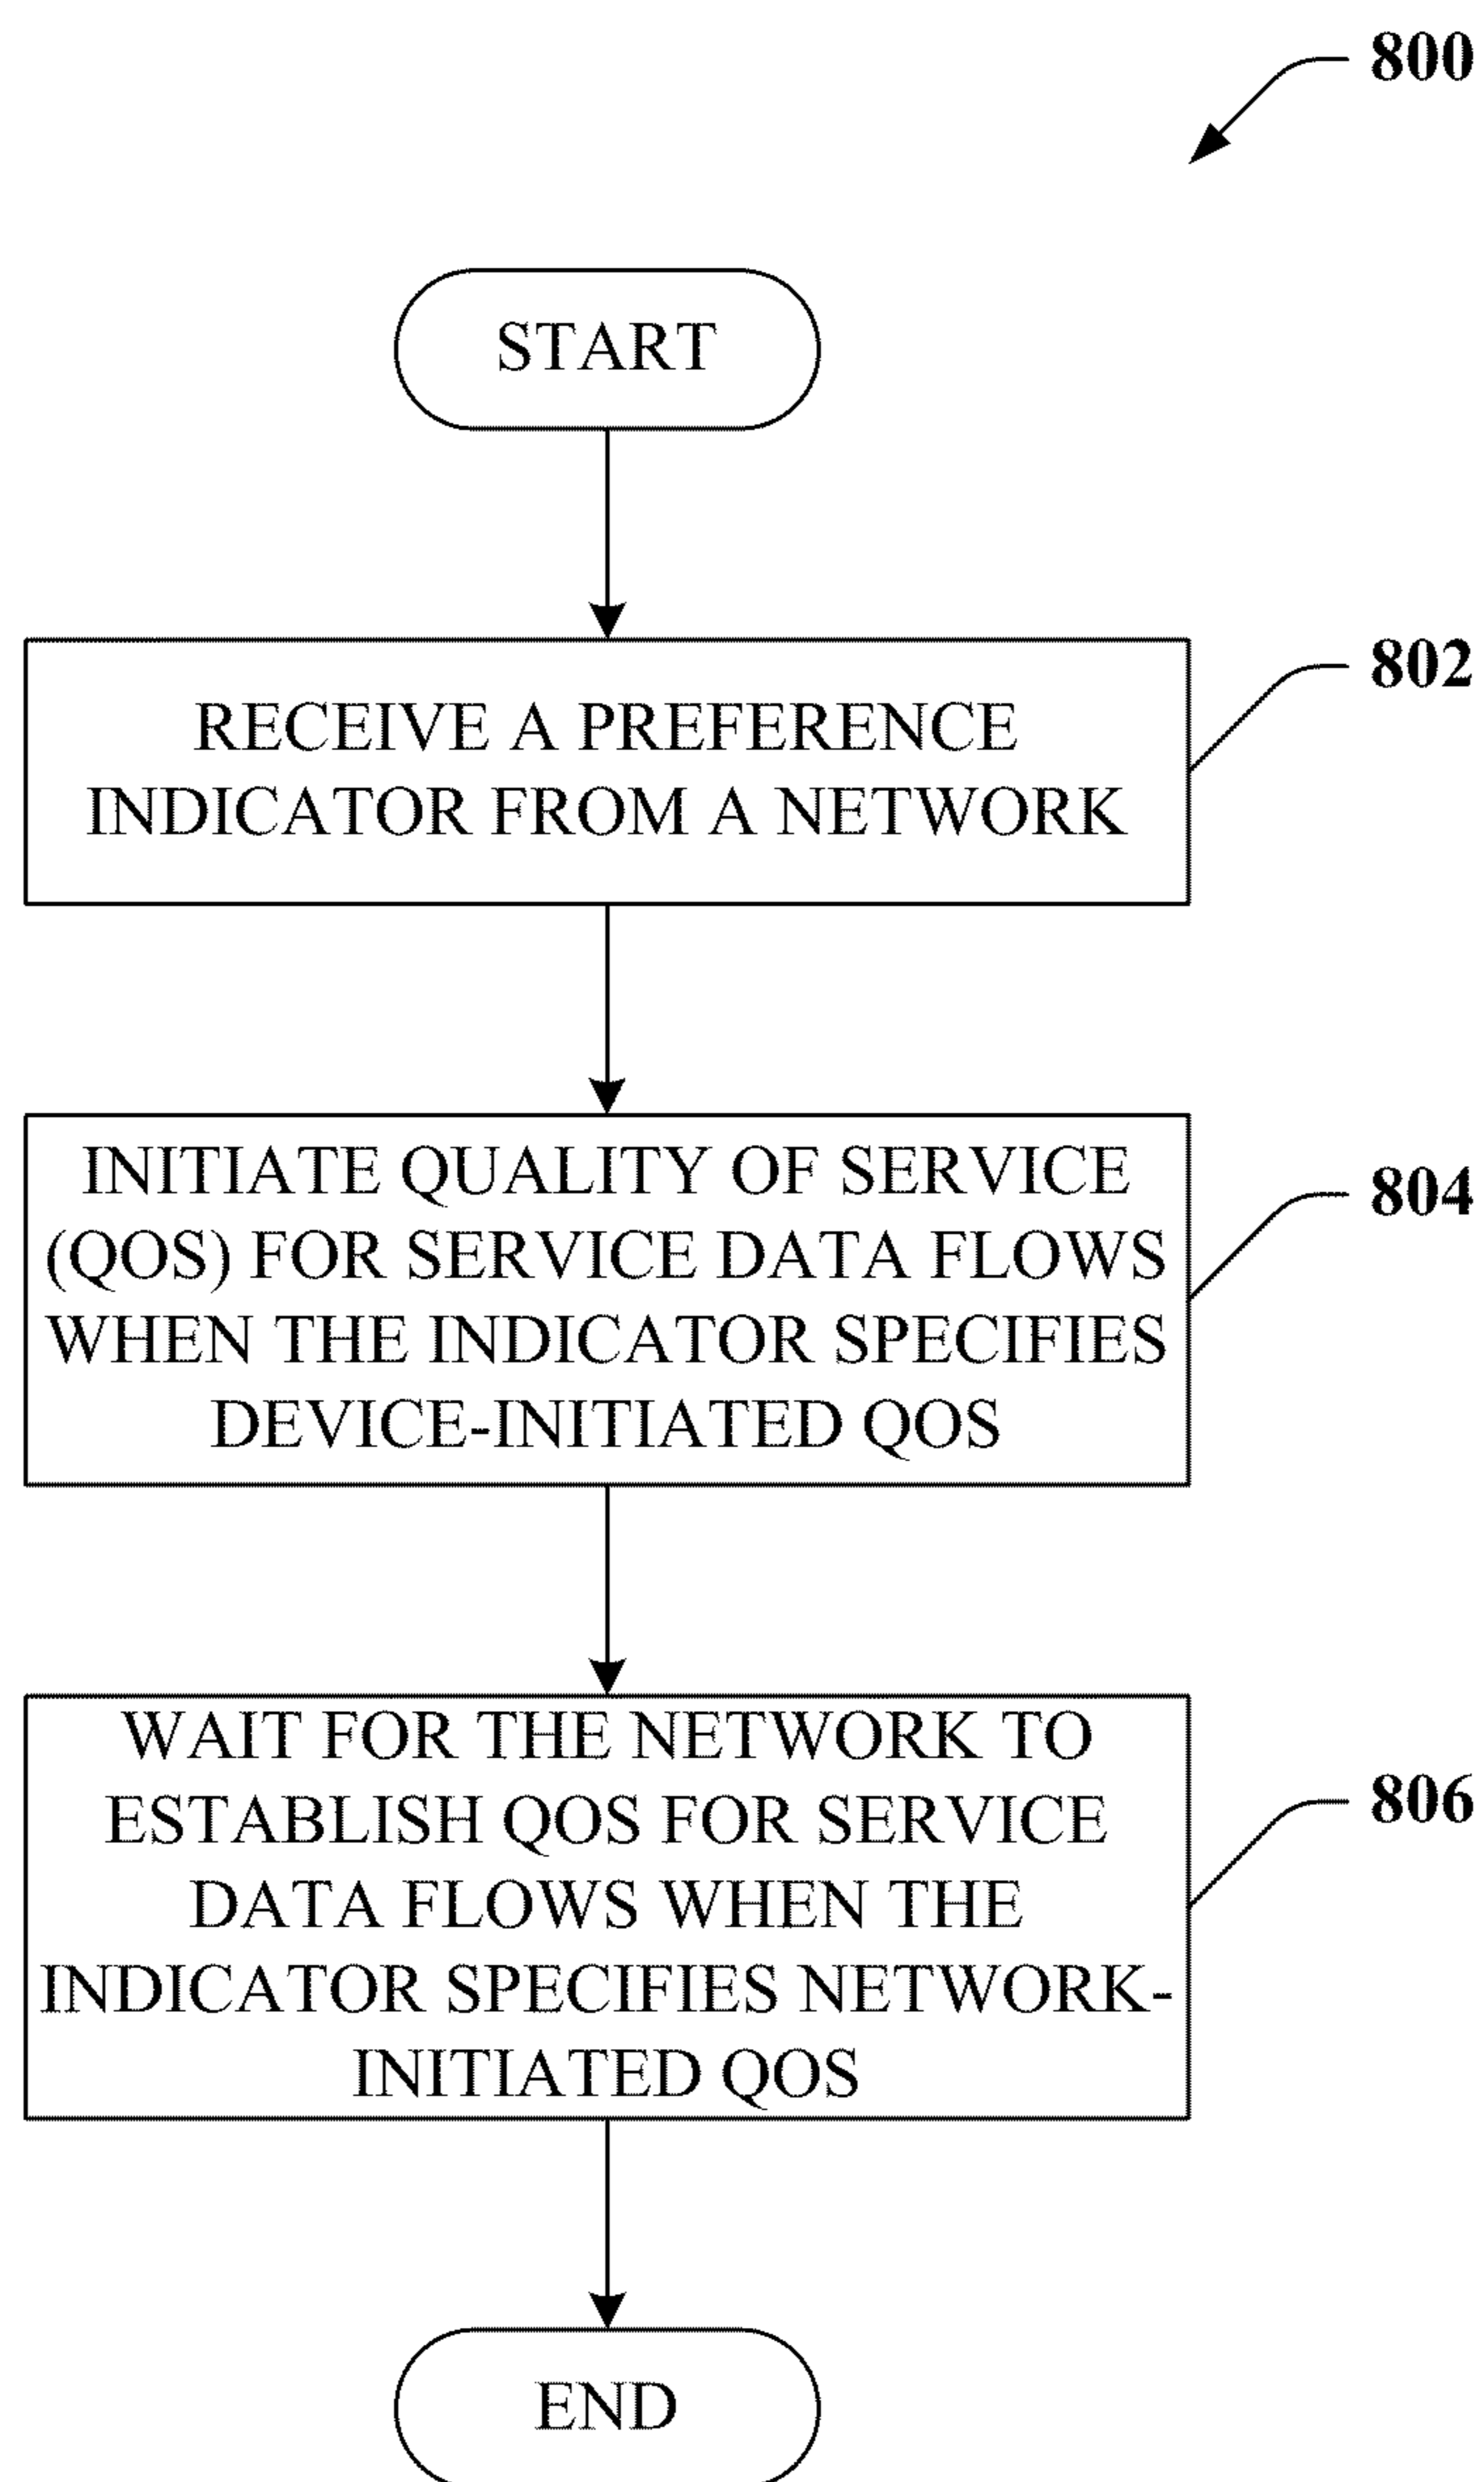 800
START
802
RECEIVE A PREFERENCE
INDICATOR FROM A NETWORK
804
INITIATE QUALITY OF SERVICE
(QOS) FOR SERVICE DATA FLOWS
WHEN THE INDICATOR SPECIFIES
DEVICE-INITIATED QOS
806
WAIT FOR THE NETWORK TO
ESTABLISH QOS FOR SERVICE
DATA FLOWS WHEN THE
INDICATOR SPECIFIES NETWORK-
INITIATED QOS
END